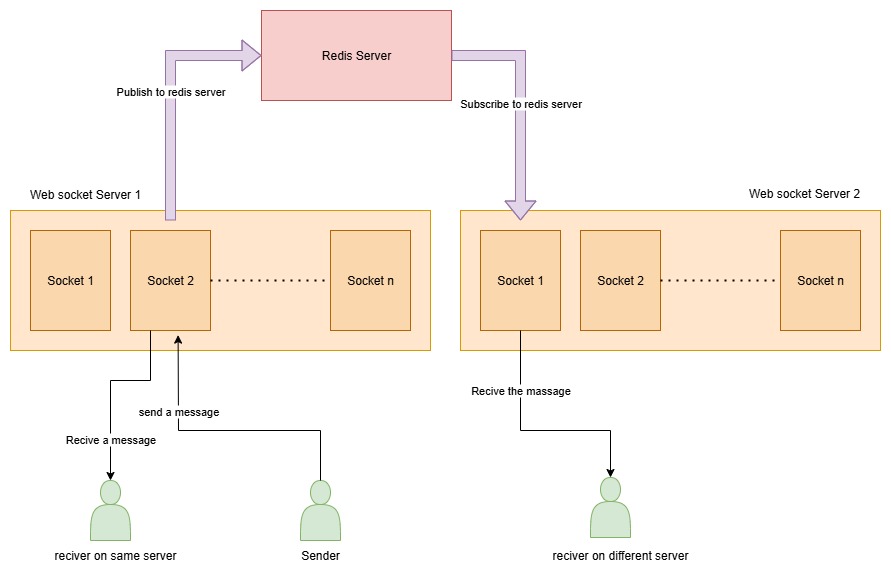 Redis Server
Publish to redis server
Subscribe to redis server
Web socket Server 1
Web socket Server 2
Socket 1
Socket 2
Socket n
Socket 1
Socket 2
Socket n
Recive the massage
send a message
Recive a message
reciver on same server
Sender
reciver on different server